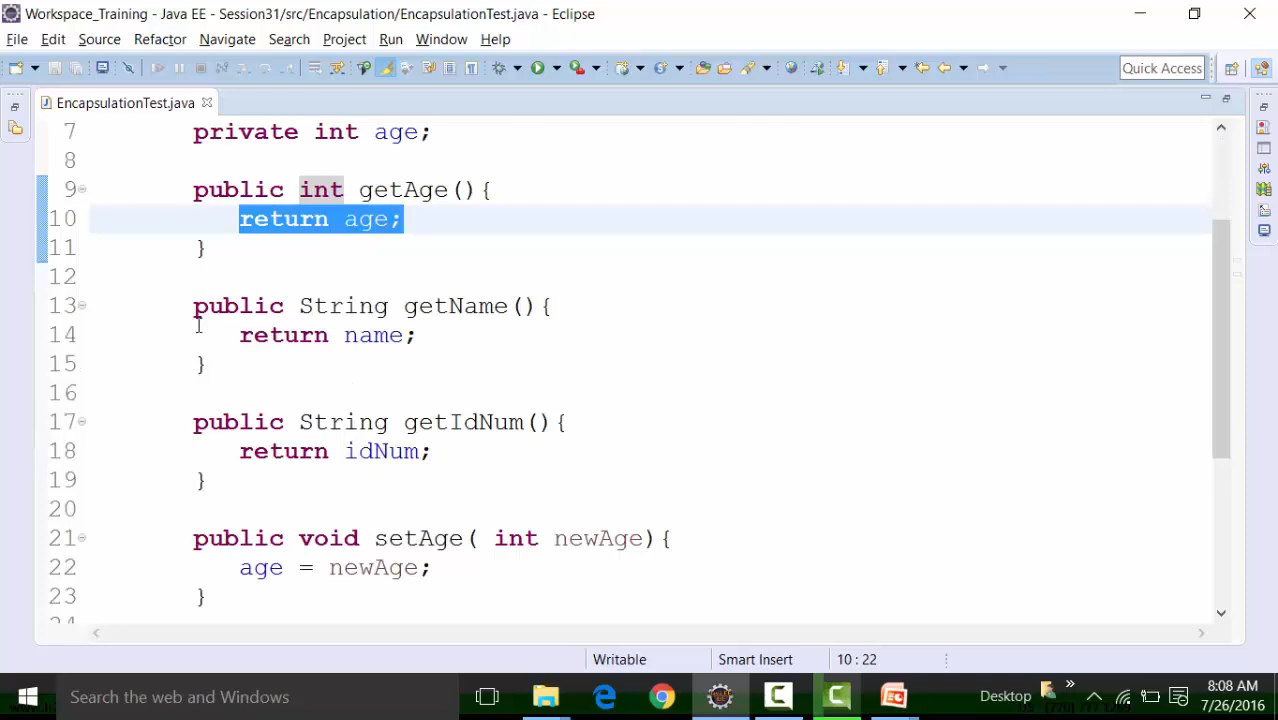 Workspace_Training - Java EE - Session31/src/Encapsulation/EncapsulationTest.java - Eclipse
File Edit Source Refactor Navigate Search Project Run Window Help
Quick Access
EncapsulationTest.java
7 private int age;
8
9 public int getAge(){
10 return age;
11 }
12
13 public String getName(){
14 return name;
15 }
16
17 public String getIdNum(){
18 return idNum;
19 }
20
21 public void setAge( int newAge){
22 age = newAge;
23 }
24
Writable Smart Insert 10 : 22
Search the web and Windows
Desktop
8:08 AM
7/26/2016